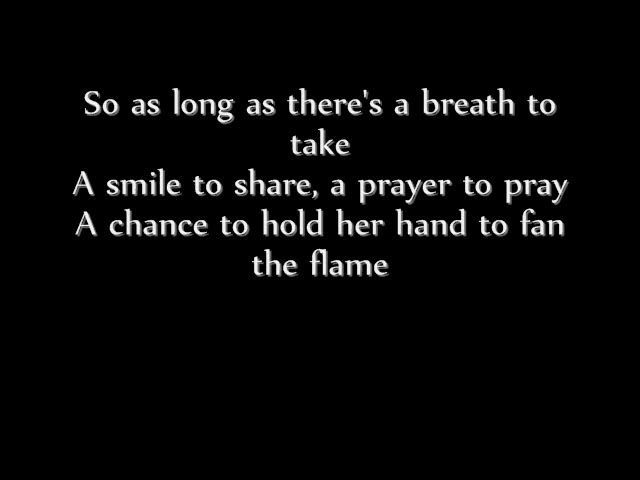 So as long as there's a breath to
take
A smile to share, a prayer to pray
A chance to hold her hand to fan
the flame